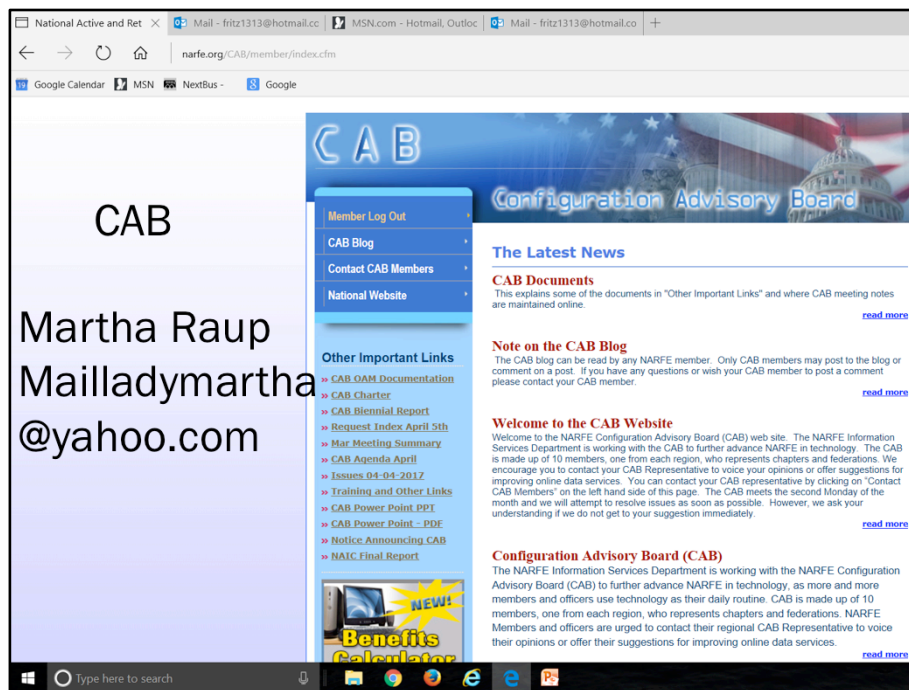 National Active and Ret
Mail - fritz1313@hotmail.cc
MSN.com - Hotmail, Outloc
Mail - fritz1313@hotmail.co
narfe.org/CAB/member/index.cfm
19 Google Calendar MSN NextBus - 8 Google
CAB
Configuration Advisory Board
CAB
Martha Raup
Mailladymartha
@yahoo.com
Member Log Out
CAB Blog
Contact CAB Members
National Website
Other Important Links
» CAB OAM Documentation
» CAB Charter
» CAB Biennial Report
» Request Index April 5th
» Mar Meeting Summary
» CAB Agenda April
» Issues 04-04-2017
» Training and Other Links
» CAB Power Point PPT
» CAB Power Point - PDF
» Notice Announcing CAB
» NAIC Final Report
NEW!
Benefits
Calculator
The Latest News
CAB Documents
This explains some of the documents in "Other Important Links" and where CAB meeting notes
are maintained online.
read more
Note on the CAB Blog
The CAB blog can be read by any NARFE member. Only CAB members may post to the blog or
comment on a post. If you have any questions or wish your CAB member to post a comment
please contact your CAB member.
read more
Welcome to the CAB Website
Welcome to the NARFE Configuration Advisory Board (CAB) web site. The NARFE Information
Services Department is working with the CAB to further advance NARFE in technology. The CAB
is made up of 10 members, one from each region, who represents chapters and federations. We
encourage you to contact your CAB Representative to voice your opinions or offer suggestions for
improving online data services. You can contact your CAB representative by clicking on "Contact
CAB Members" on the left hand side of this page. The CAB meets the second Monday of the
month and we will attempt to resolve issues as soon as possible. However, we ask your
understanding if we do not get to your suggestion immediately.
read more
Configuration Advisory Board (CAB)
The NARFE Information Services Department is working with the NARFE Configuration
Advisory Board (CAB) to further advance NARFE in technology, as more and more
members and officers use technology as their daily routine. CAB is made up of 10
members, one from each region, who represents chapters and federations. NARFE
Members and officers are urged to contact their regional CAB Representative to voice
their opinions or offer their suggestions for improving online data services.
read more
Type here to search